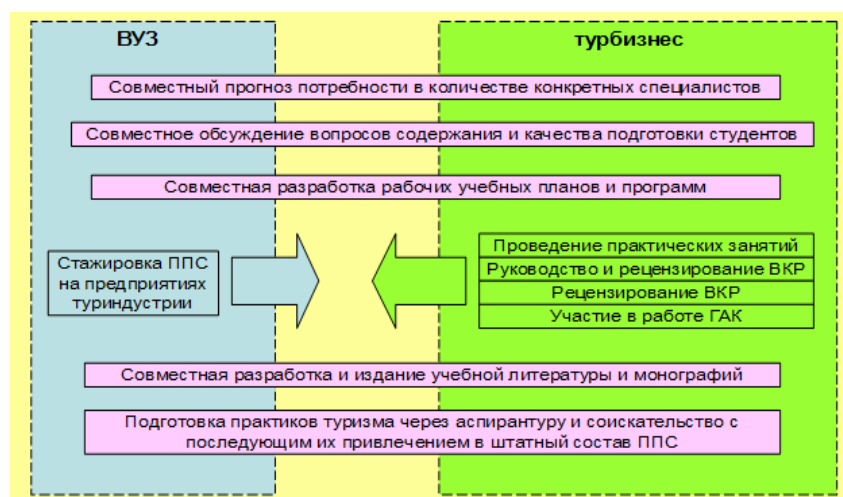 ВУЗ
турбизнес
Совместный прогноз потребности в количестве конкретных специалистов
Совместное обсуждение вопросов содержания и качества подготовки студентов
Совместная разработка рабочих учебных планов и программ
Стажировка ППС
на предприятиях
туриндустрии
Проведение практических занятий
Руководство и рецензирование ВКР
Рецензирование ВКР
Участие в работе ГАК
Совместная разработка и издание учебной литературы и монографий
Подготовка практиков туризма через аспирантуру и соискательство с
последующим их привлечением в штатный состав ППС